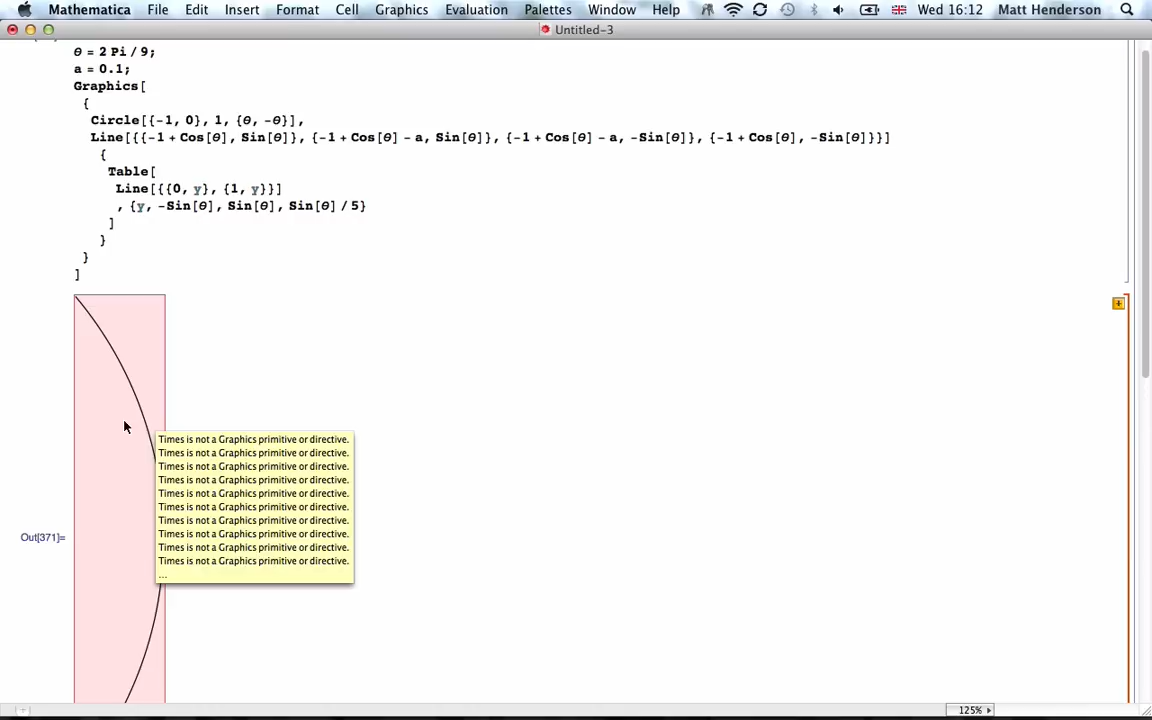 Mathematica File Edit Insert Format Cell Graphics Evaluation Palettes Window Help Wed 16:12 Matt Henderson
Untitled-3
θ = 2 Pi / 9;
a = 0.1;
Graphics[
{
Circle[{-1, 0}, 1, {θ, -θ}],
Line[{{-1 + Cos[θ], Sin[θ]}, {-1 + Cos[θ] - a, Sin[θ]}, {-1 + Cos[θ] - a, -Sin[θ]}, {-1 + Cos[θ], -Sin[θ]}}]
{
Table[
Line[{{0, y}, {1, y}}]
, {y, -Sin[θ], Sin[θ], Sin[θ] / 5}
]
}
}
]
Times is not a Graphics primitive or directive.
Times is not a Graphics primitive or directive.
Times is not a Graphics primitive or directive.
Times is not a Graphics primitive or directive.
Times is not a Graphics primitive or directive.
Times is not a Graphics primitive or directive.
Times is not a Graphics primitive or directive.
Times is not a Graphics primitive or directive.
Times is not a Graphics primitive or directive.
Times is not a Graphics primitive or directive.
...
Out[371]=
125%